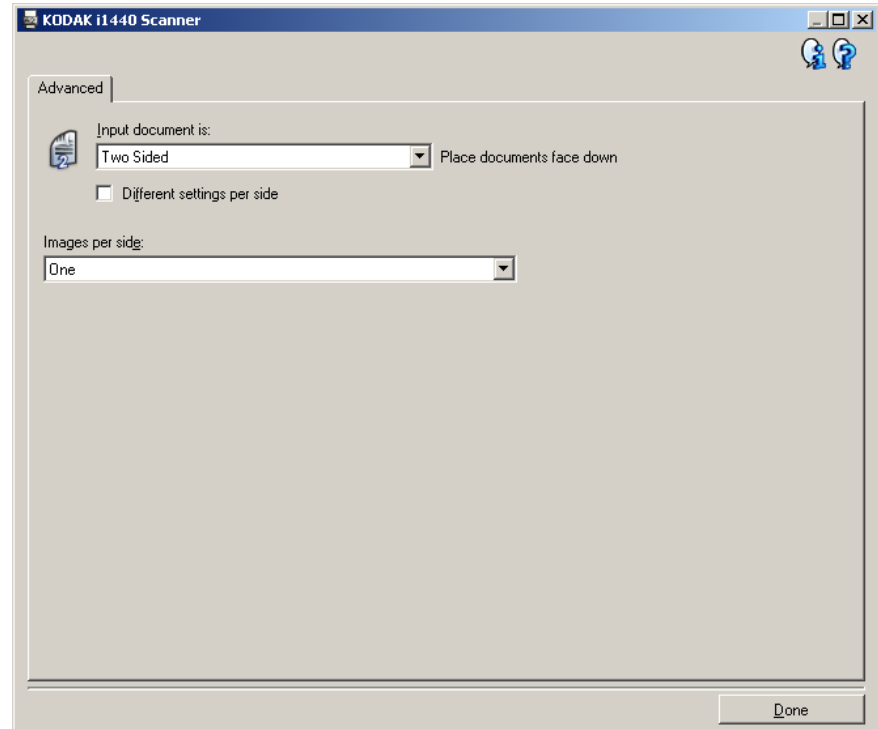 KODAK i1440 Scanner
Advanced
Input document is:
2
Two Sided
Place documents face down
Different settings per side
Images per side:
One
Done